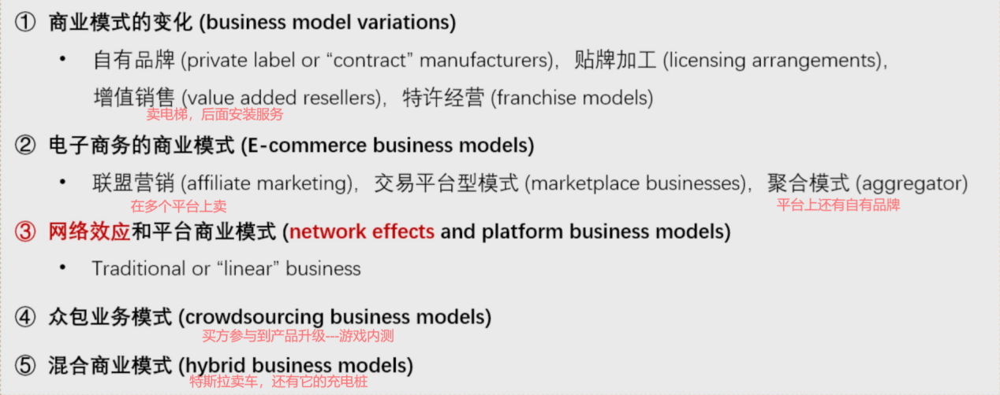 ① 商业模式的变化 (business model variations)
• 自有品牌 (private label or “contract” manufacturers)，贴牌加工 (licensing arrangements)，
增值销售 (value added resellers)，特许经营 (franchise models)
卖电梯，后面安装服务
② 电子商务的商业模式 (E-commerce business models)
• 联盟营销 (affiliate marketing)，交易平台型模式 (marketplace businesses)，聚合模式 (aggregator)
在多个平台上卖 平台上还有自有品牌
③ 网络效应和平台商业模式 (network effects and platform business models)
• Traditional or “linear” business
④ 众包业务模式 (crowdsourcing business models)
买方参与到产品升级---游戏内测
⑤ 混合商业模式 (hybrid business models)
特斯拉卖车，还有它的充电桩